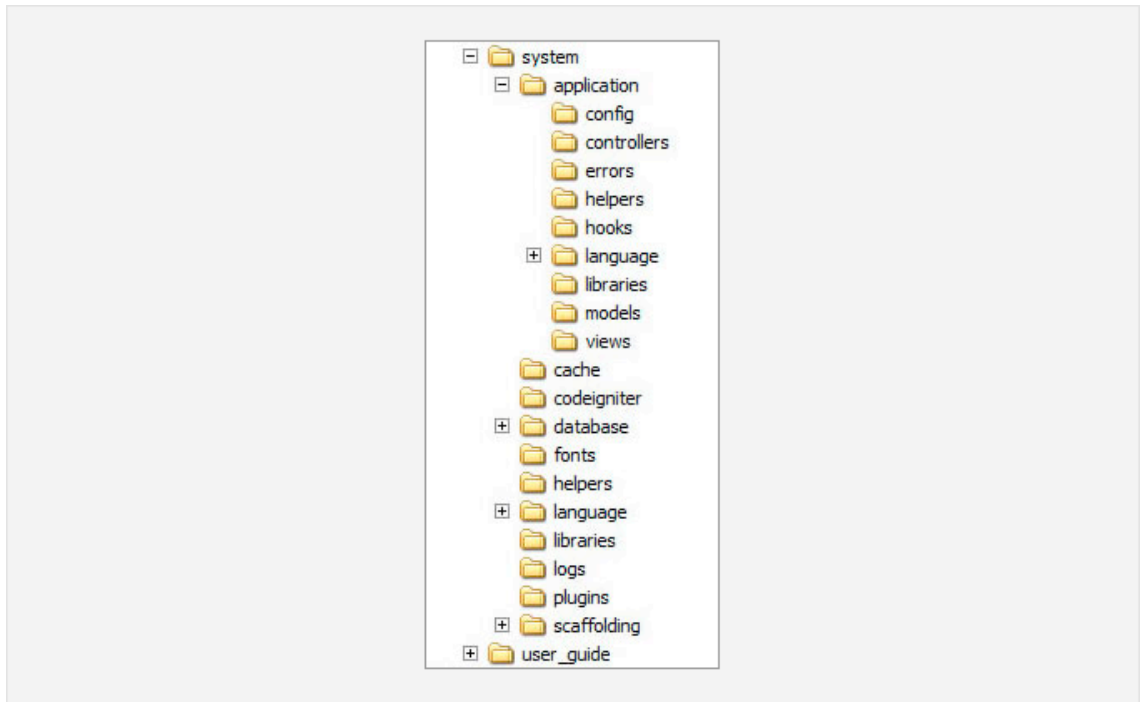 system
application
config
controllers
errors
helpers
hooks
language
libraries
models
views
cache
codeigniter
database
fonts
helpers
language
libraries
logs
plugins
scaffolding
user_guide